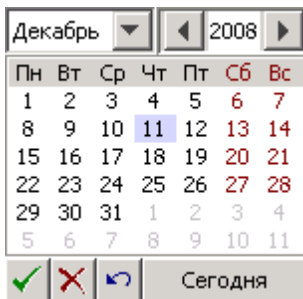 Декабрь 2008
Пн Вт Ср Чт Пт Сб Вс
1 2 3 4 5 6 7
8 9 10 11 12 13 14
15 16 17 18 19 20 21
22 23 24 25 26 27 28
29 30 31 1 2 3 4
5 6 7 8 9 10 11
Сегодня